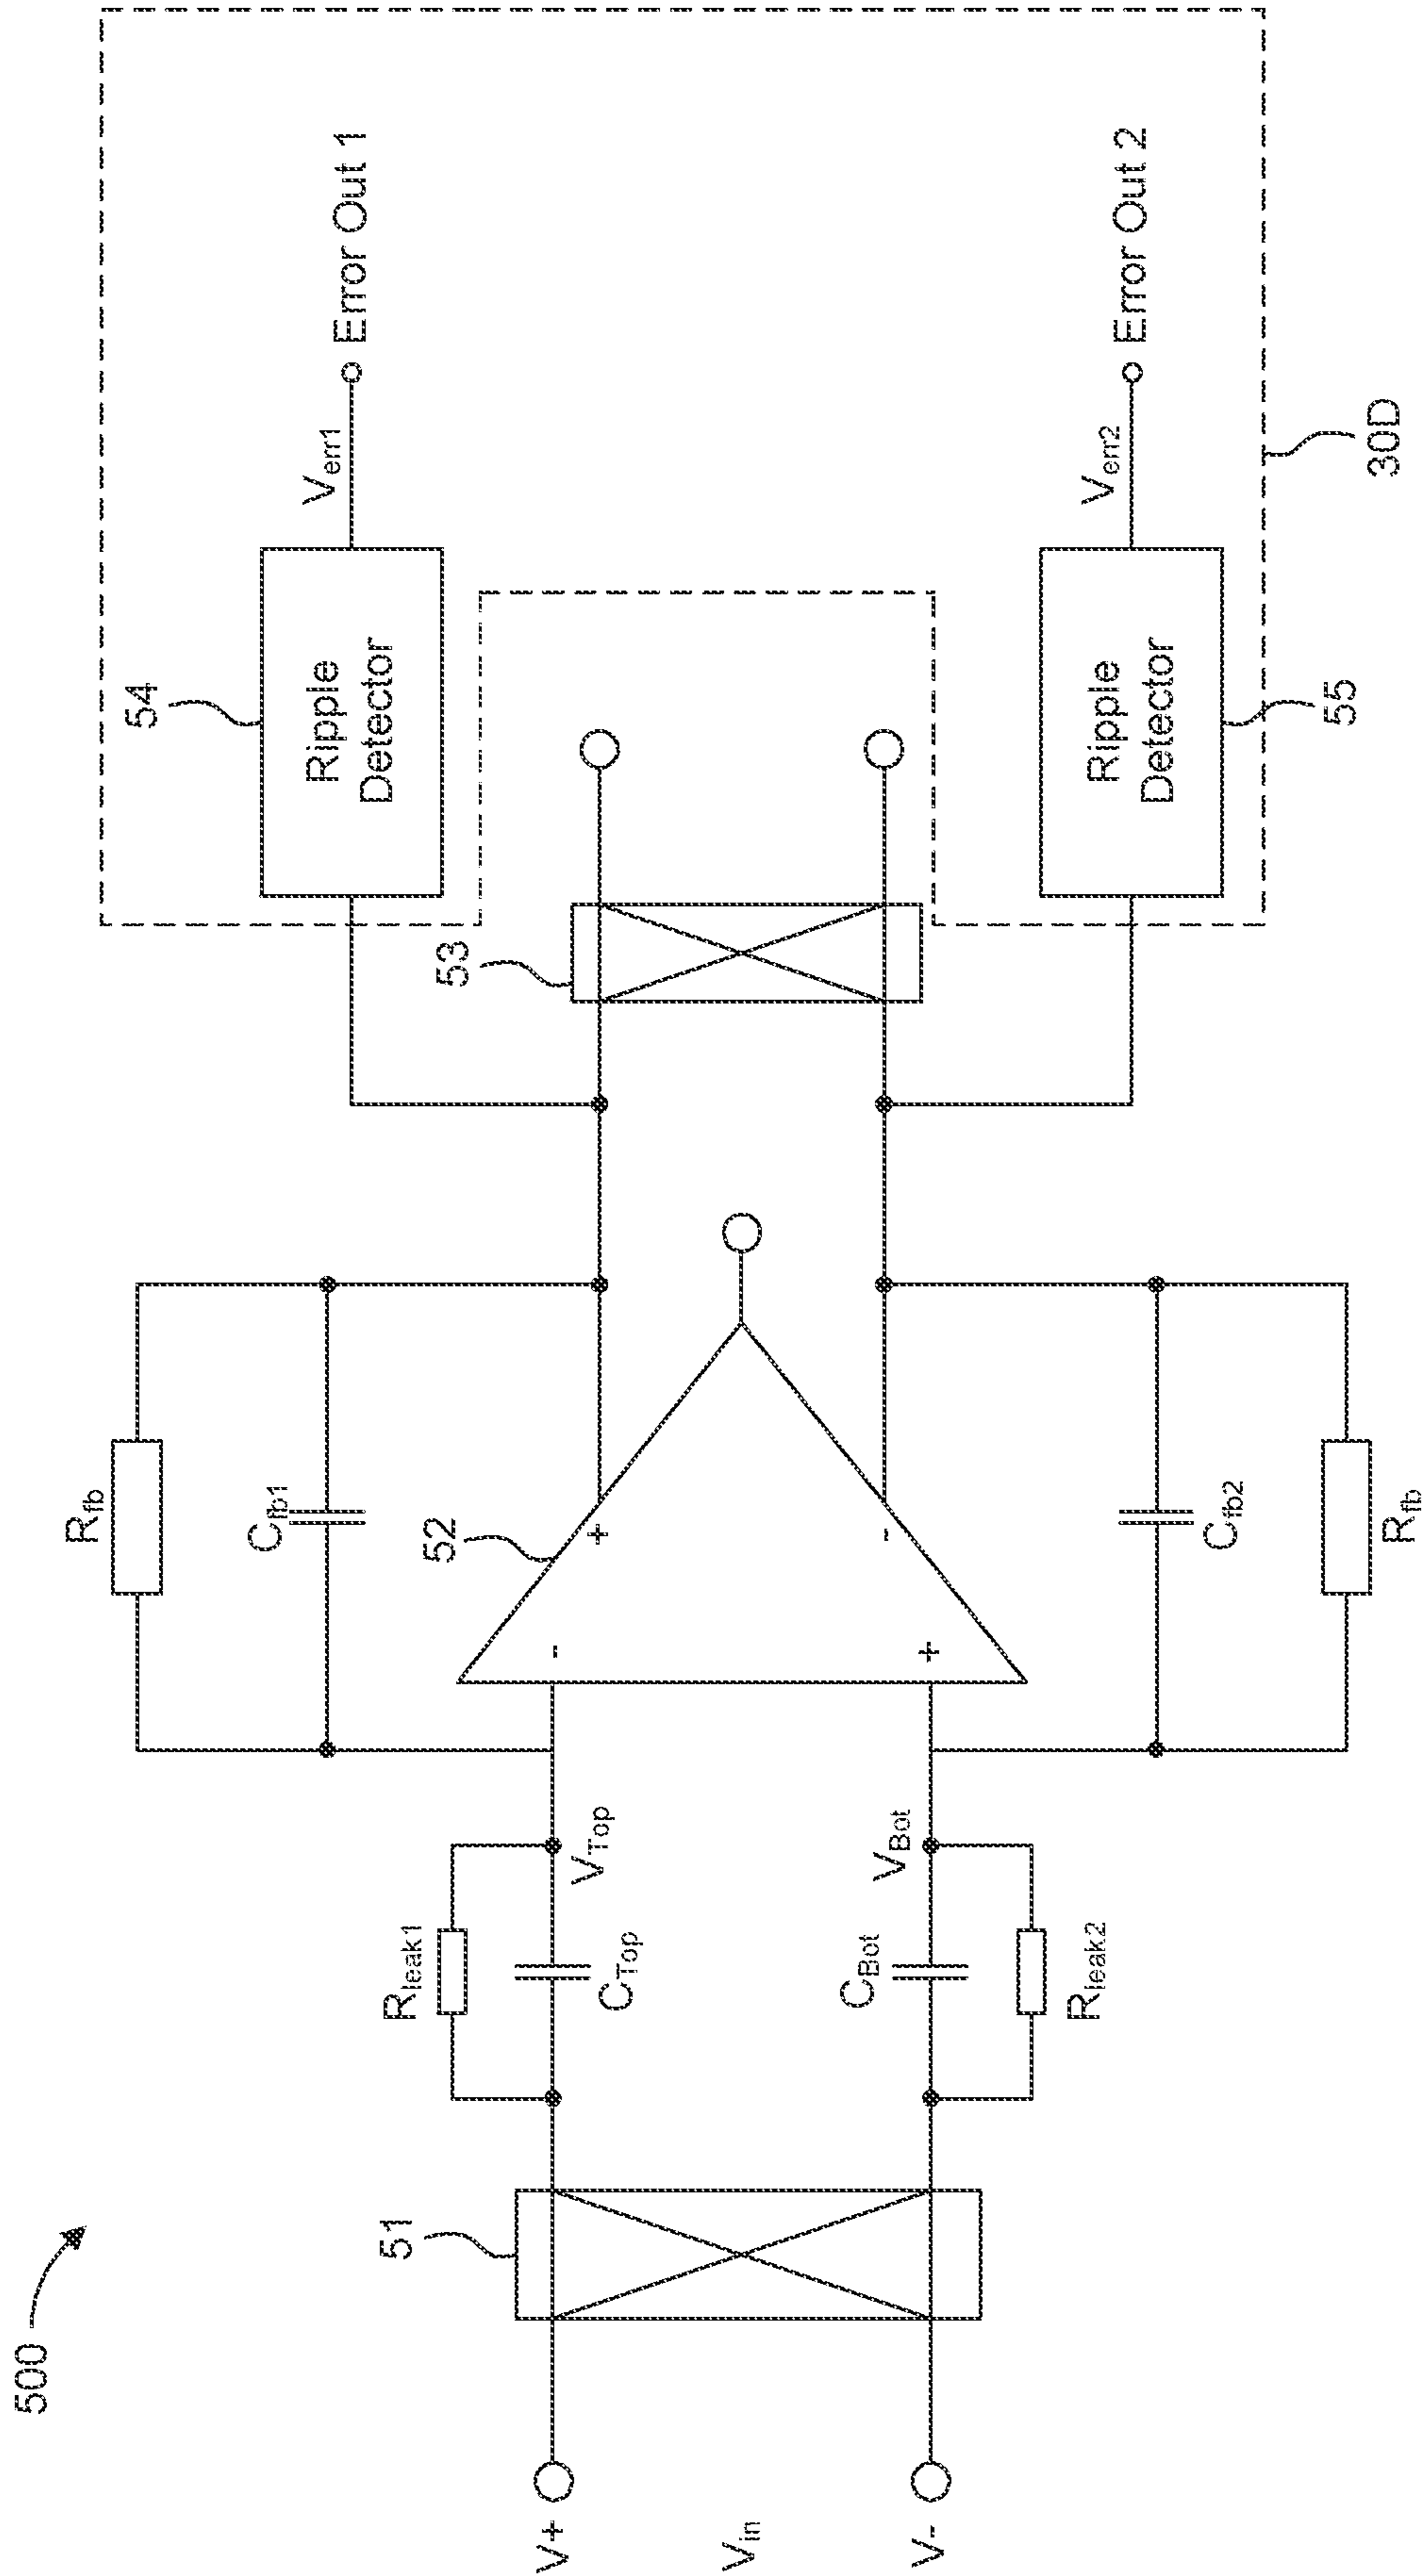 500
V+
Vin
V-
51
Rleak1
CTop
VTop
CBot
VBot
Rleak2
Rfb
Cfb1
52
-
+
+
-
Cfb2
Rfb
53
54
Ripple
Detector
Verr1
Error Out 1
55
Ripple
Detector
Verr2
Error Out 2
30D